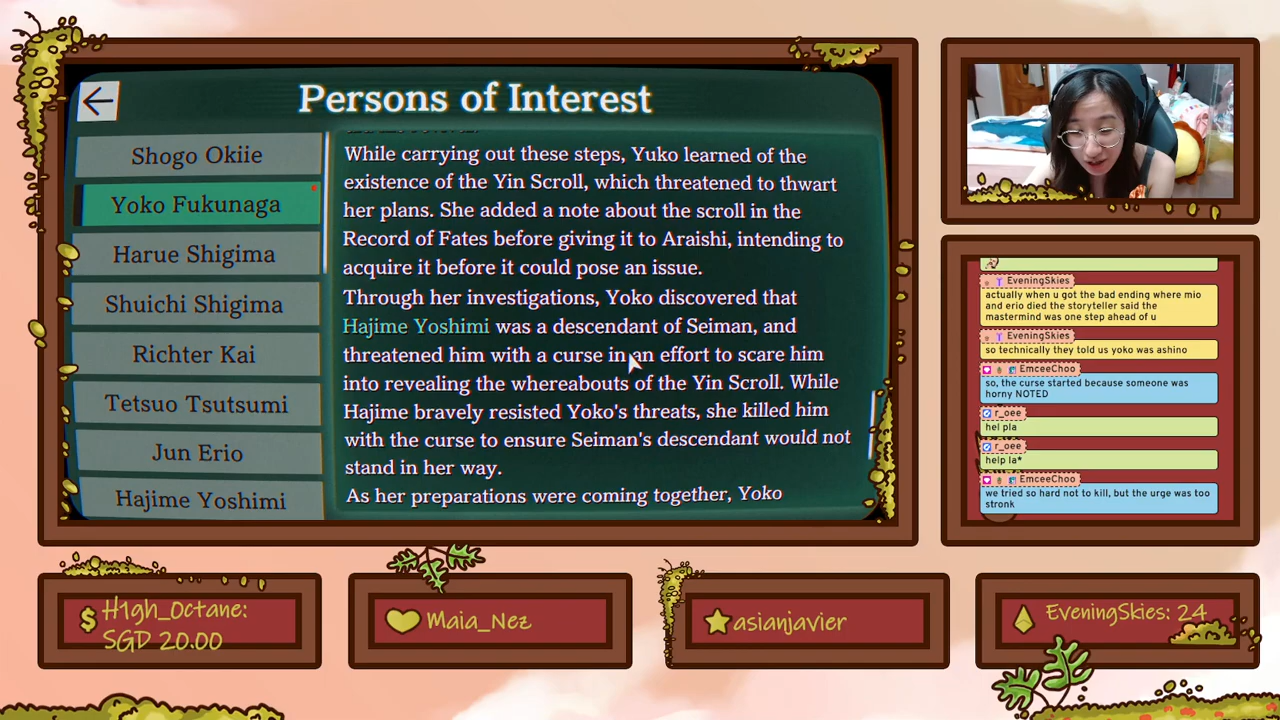 Persons of Interest
Shogo Okiie
Yoko Fukunaga
Harue Shigima
Shuichi Shigima
Richter Kai
Tetsuo Tsutsumi
Jun Erio
Hajime Yoshimi
While carrying out these steps, Yuko learned of the
existence of the Yin Scroll, which threatened to thwart
her plans. She added a note about the scroll in the
Record of Fates before giving it to Araishi, intending to
acquire it before it could pose an issue.
Through her investigations, Yoko discovered that
Hajime Yoshimi was a descendant of Seiman, and
threatened him with a curse in an effort to scare him
into revealing the whereabouts of the Yin Scroll. While
Hajime bravely resisted Yoko's threats, she killed him
with the curse to ensure Seiman's descendant would not
stand in her way.
As her preparations were coming together, Yoko
EveningSkies
actually when u got the bad ending where mio
and erio died the storyteller said the
mastermind was one step ahead of u
EveningSkies
so technically they told us yoko was ashino
EmceeChoo
so, the curse started because someone was
horny NOTED
r_oee
hel pla
r_oee
help la*
EmceeChoo
we tried so hard not to kill, but the urge was too
stronk
$ H1gh_Octane:
SGD 20.00
Maia_Nez
asianjavier
EveningSkies: 24